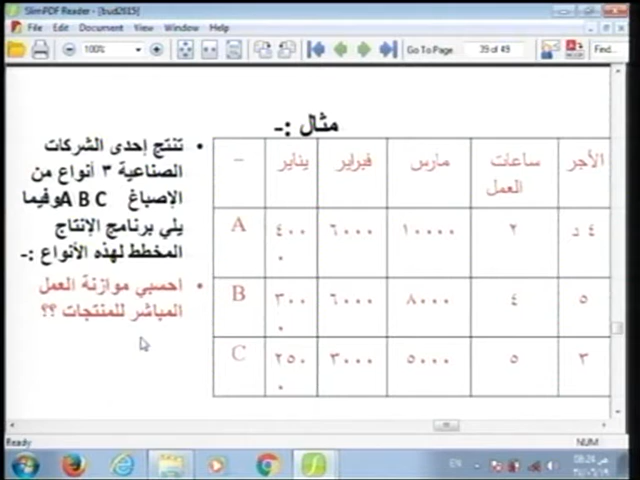 SlimPDF Reader - [bud2015]
File Edit Document View Window Help
100% Go To Page 39 of 49 Find...
مثال :-
تنتج إحدى الشركات
الصناعية ٣ أنواع من
الإصباغ A B C وفيما
يلي برنامج الإنتاج
المخطط لهذه الأنواع :-
احسبي موازنة العمل
المباشر للمنتجات ؟؟
– يناير فبراير مارس ساعات العمل الأجر
A ٤٠٠٠ ٦٠٠٠ ١٠٠٠٠ ٢ ٤ د
B ٣٠٠٠ ٦٠٠٠ ٨٠٠٠ ٤ ٥
C ٢٥٠٠ ٣٠٠٠ ٥٠٠٠ ٥ ٣
Ready NUM
EN